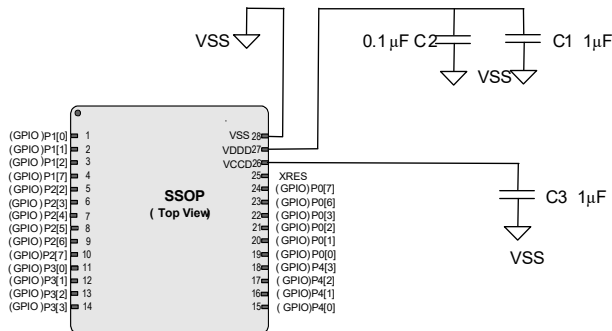 VSS
0.1 µF C2
C1 1µF
VSS
(GPIO)P1[0] 1
(GPIO)P1[1] 2
(GPIO)P1[2] 3
(GPIO)P1[7] 4
(GPIO)P2[2] 5
(GPIO)P2[3] 6
(GPIO)P2[4] 7
(GPIO)P2[5] 8
(GPIO)P2[6] 9
(GPIO)P2[7] 10
(GPIO)P3[0] 11
(GPIO)P3[1] 12
(GPIO)P3[2] 13
(GPIO)P3[3] 14
SSOP
(Top View)
VSS 28
VDDD 27
VCCD 26
25 XRES
24 (GPIO)P0[7]
23 (GPIO)P0[6]
22 (GPIO)P0[3]
21 (GPIO)P0[2]
20 (GPIO)P0[1]
19 (GPIO)P0[0]
18 (GPIO)P4[3]
17 (GPIO)P4[2]
16 (GPIO)P4[1]
15 (GPIO)P4[0]
C3 1µF
VSS